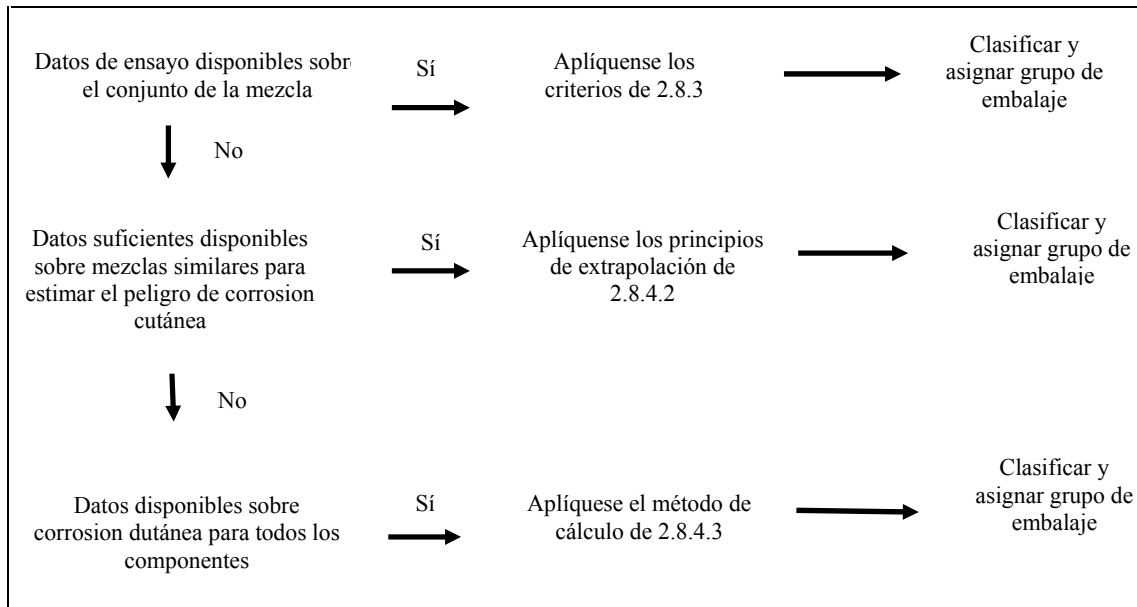 Datos de ensayo disponibles sobre
el conjunto de la mezcla
Sí
Aplíquense los
criterios de 2.8.3
Clasificar y
asignar grupo de
embalaje
No
Datos suficientes disponibles
sobre mezclas similares para
estimar el peligro de corrosion
cutánea
Sí
Aplíquense los principios
de extrapolación de
2.8.4.2
Clasificar y
asignar grupo de
embalaje
No
Datos disponibles sobre
corrosion dutánea para todos los
componentes
Sí
Aplíquese el método de
cálculo de 2.8.4.3
Clasificar y
asignar grupo de
embalaje